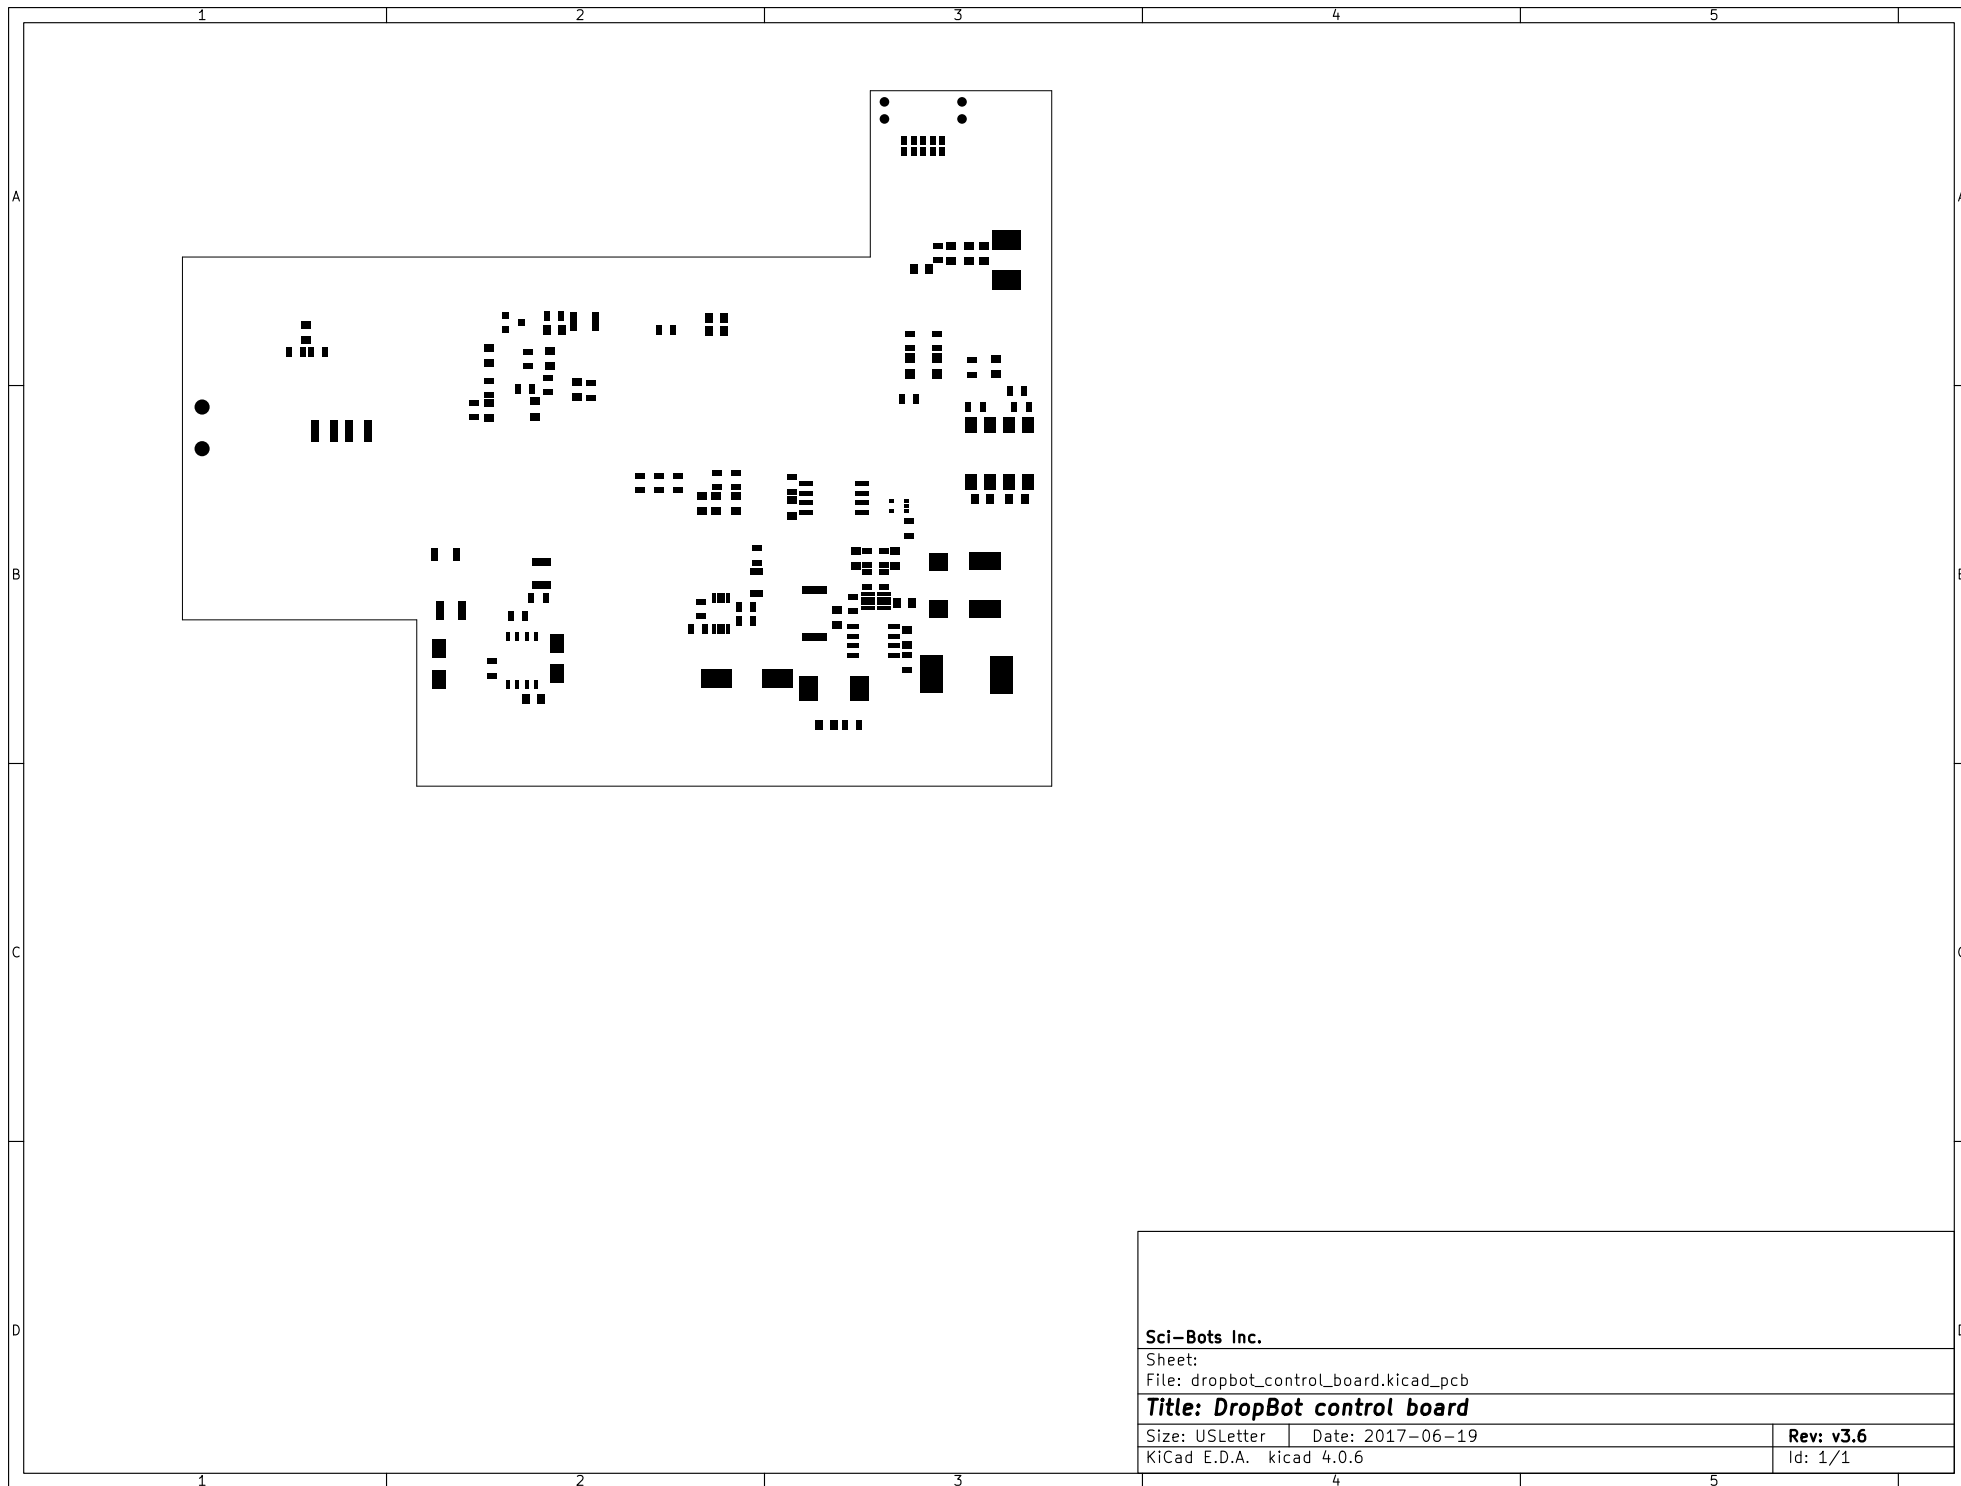 1 2 3 4 5
A A
B B
C C
D D
Sci-Bots Inc.
Sheet:
File: dropbot_control_board.kicad_pcb
Title: DropBot control board
Size: USLetter Date: 2017-06-19 Rev: v3.6
KiCad E.D.A. kicad 4.0.6 Id: 1/1
1 2 3 4 5